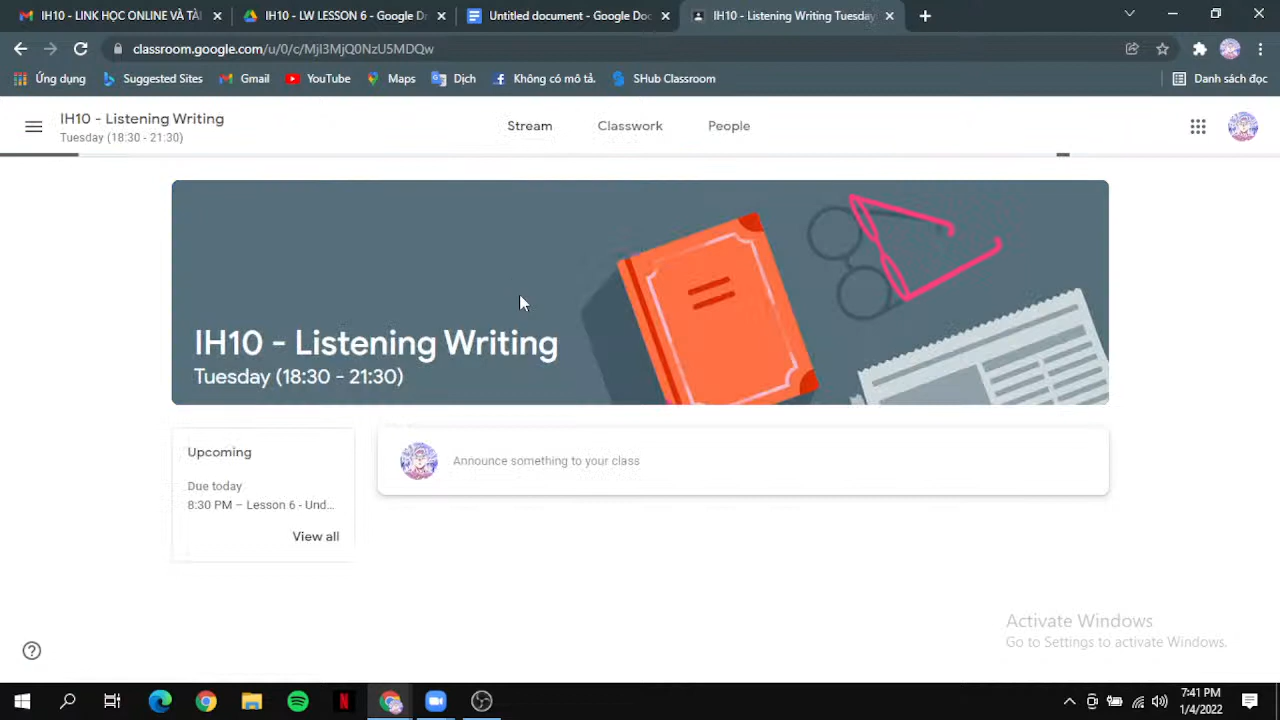 IH10 - LINK HỌC ONLINE VÀ TÀI
IH10 - LW LESSON 6 - Google Dr
Untitled document - Google Doc
IH10 - Listening Writing Tuesday
classroom.google.com/u/0/c/MjI3MjQ0NzU5MDQw
Ứng dụng
Suggested Sites
Gmail
YouTube
Maps
Dịch
Không có mô tả.
SHub Classroom
Danh sách đọc
IH10 - Listening Writing
Tuesday (18:30 - 21:30)
Stream
Classwork
People
IH10 - Listening Writing
Tuesday (18:30 - 21:30)
Upcoming
Due today
8:30 PM – Lesson 6 - Und...
View all
Announce something to your class
Activate Windows
Go to Settings to activate Windows.
7:41 PM
1/4/2022